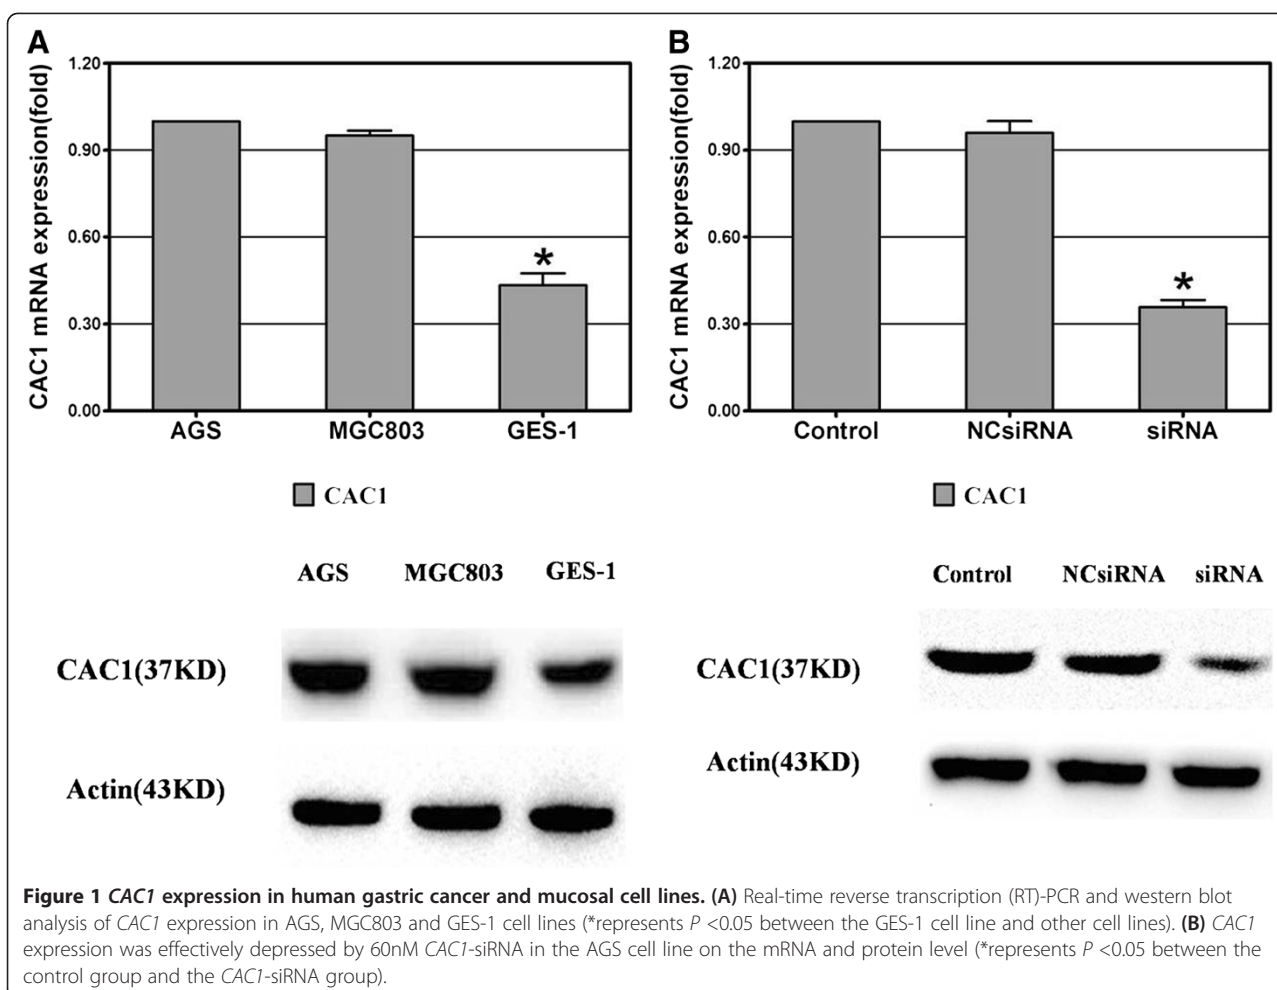 A
CAC1 mRNA expression(fold)
1.20
0.90
0.60
0.30
0.00
AGS MGC803 GES-1
*
CAC1
AGS MGC803 GES-1
CAC1(37KD)
Actin(43KD)
B
CAC1 mRNA expression(fold)
1.20
0.90
0.60
0.30
0.00
Control NCsiRNA siRNA
*
CAC1
Control NCsiRNA siRNA
CAC1(37KD)
Actin(43KD)
Figure 1 CAC1 expression in human gastric cancer and mucosal cell lines. (A) Real-time reverse transcription (RT)-PCR and western blot
analysis of CAC1 expression in AGS, MGC803 and GES-1 cell lines (*represents P <0.05 between the GES-1 cell line and other cell lines). (B) CAC1
expression was effectively depressed by 60nM CAC1-siRNA in the AGS cell line on the mRNA and protein level (*represents P <0.05 between the
control group and the CAC1-siRNA group).